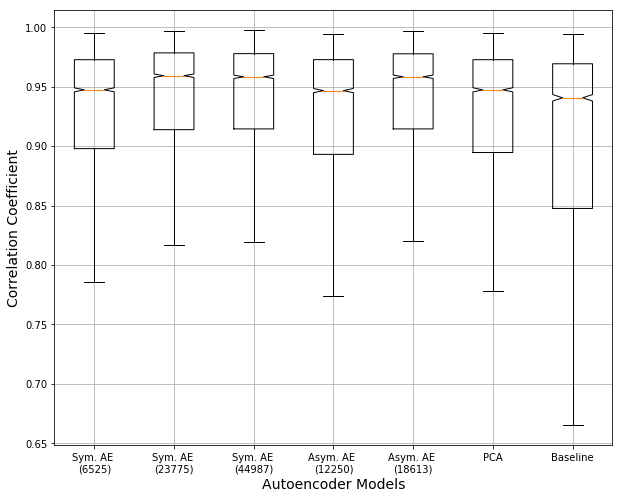 Correlation Coefficient
1.00
0.95
0.90
0.85
0.80
0.75
0.70
0.65
Sym. AE Sym. AE Sym. AE Asym. AE Asym. AE PCA Baseline
(6525) (23775) (44987) (12250) (18613)
Autoencoder Models